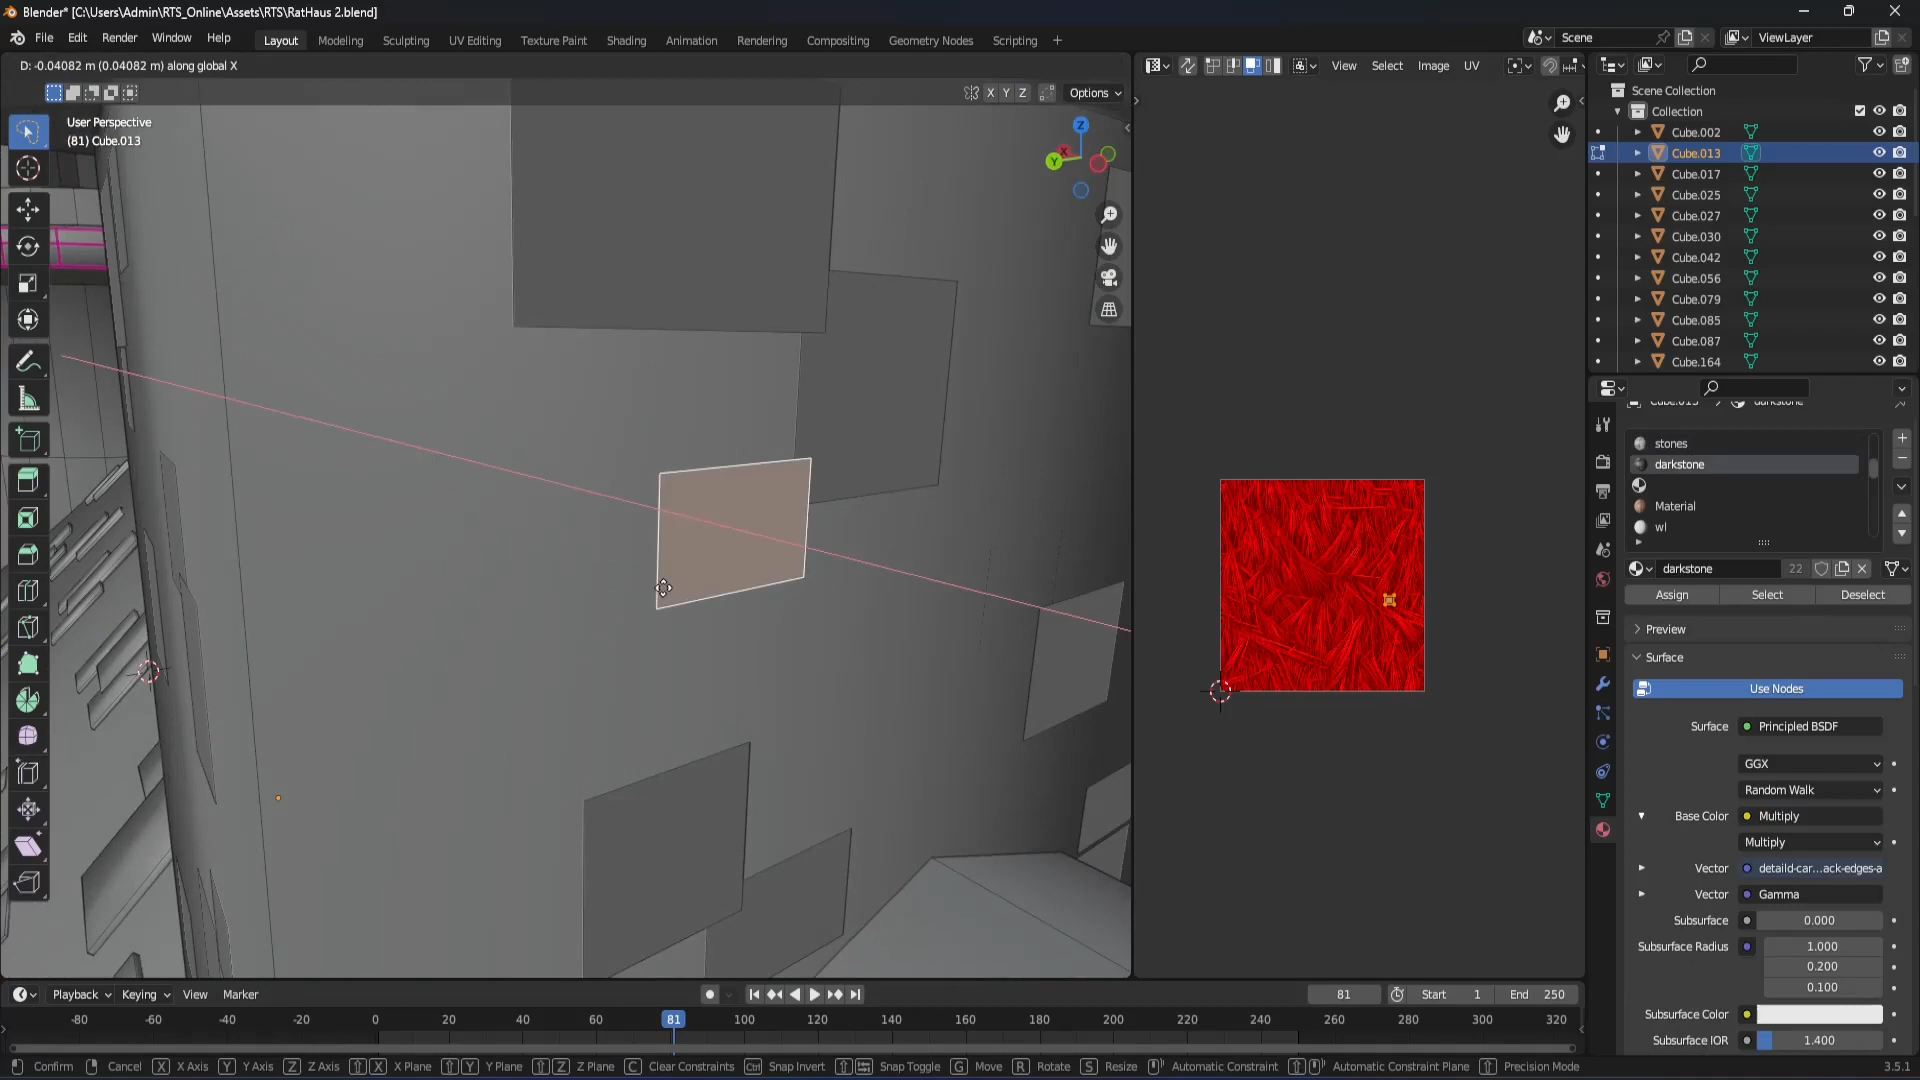 Blender* [C:\Users\Admin\RTS_Online\Assets\RTS\RatHaus 2.blend]
File Edit Render Window Help Layout Modeling Sculpting UV Editing Texture Paint Shading Animation Rendering Compositing Geometry Nodes Scripting + Scene ViewLayer
D: -0.04082 m (0.04082 m) along global X
View Select Image UV
X Y Z Options
User Perspective
(81) Cube.013
Z
X
Y
Scene Collection
Collection
Cube.002
Cube.013
Cube.017
Cube.025
Cube.027
Cube.030
Cube.042
Cube.056
Cube.079
Cube.085
Cube.087
Cube.164
stones
darkstone
Material
wl
darkstone 22
Assign Select Deselect
Preview
Surface
Use Nodes
Surface Principled BSDF
GGX
Random Walk
Base Color Multiply
Multiply
Vector detaild-car...ack-edges-a
Vector Gamma
Subsurface 0.000
Subsurface Radius 1.000
0.200
0.100
Subsurface Color
Subsurface IOR 1.400
Playback Keying View Marker 81 Start 1 End 250
-80 -60 -40 -20 0 20 40 60 81 100 120 140 160 180 200 220 240 260 280 300 320
Confirm Cancel X X Axis Y Y Axis Z Z Axis X X Plane Y Y Plane Z Z Plane C Clear Constraints Ctrl Snap Invert Snap Toggle G Move R Rotate S Resize Automatic Constraint Automatic Constraint Plane Precision Mode 3.5.1